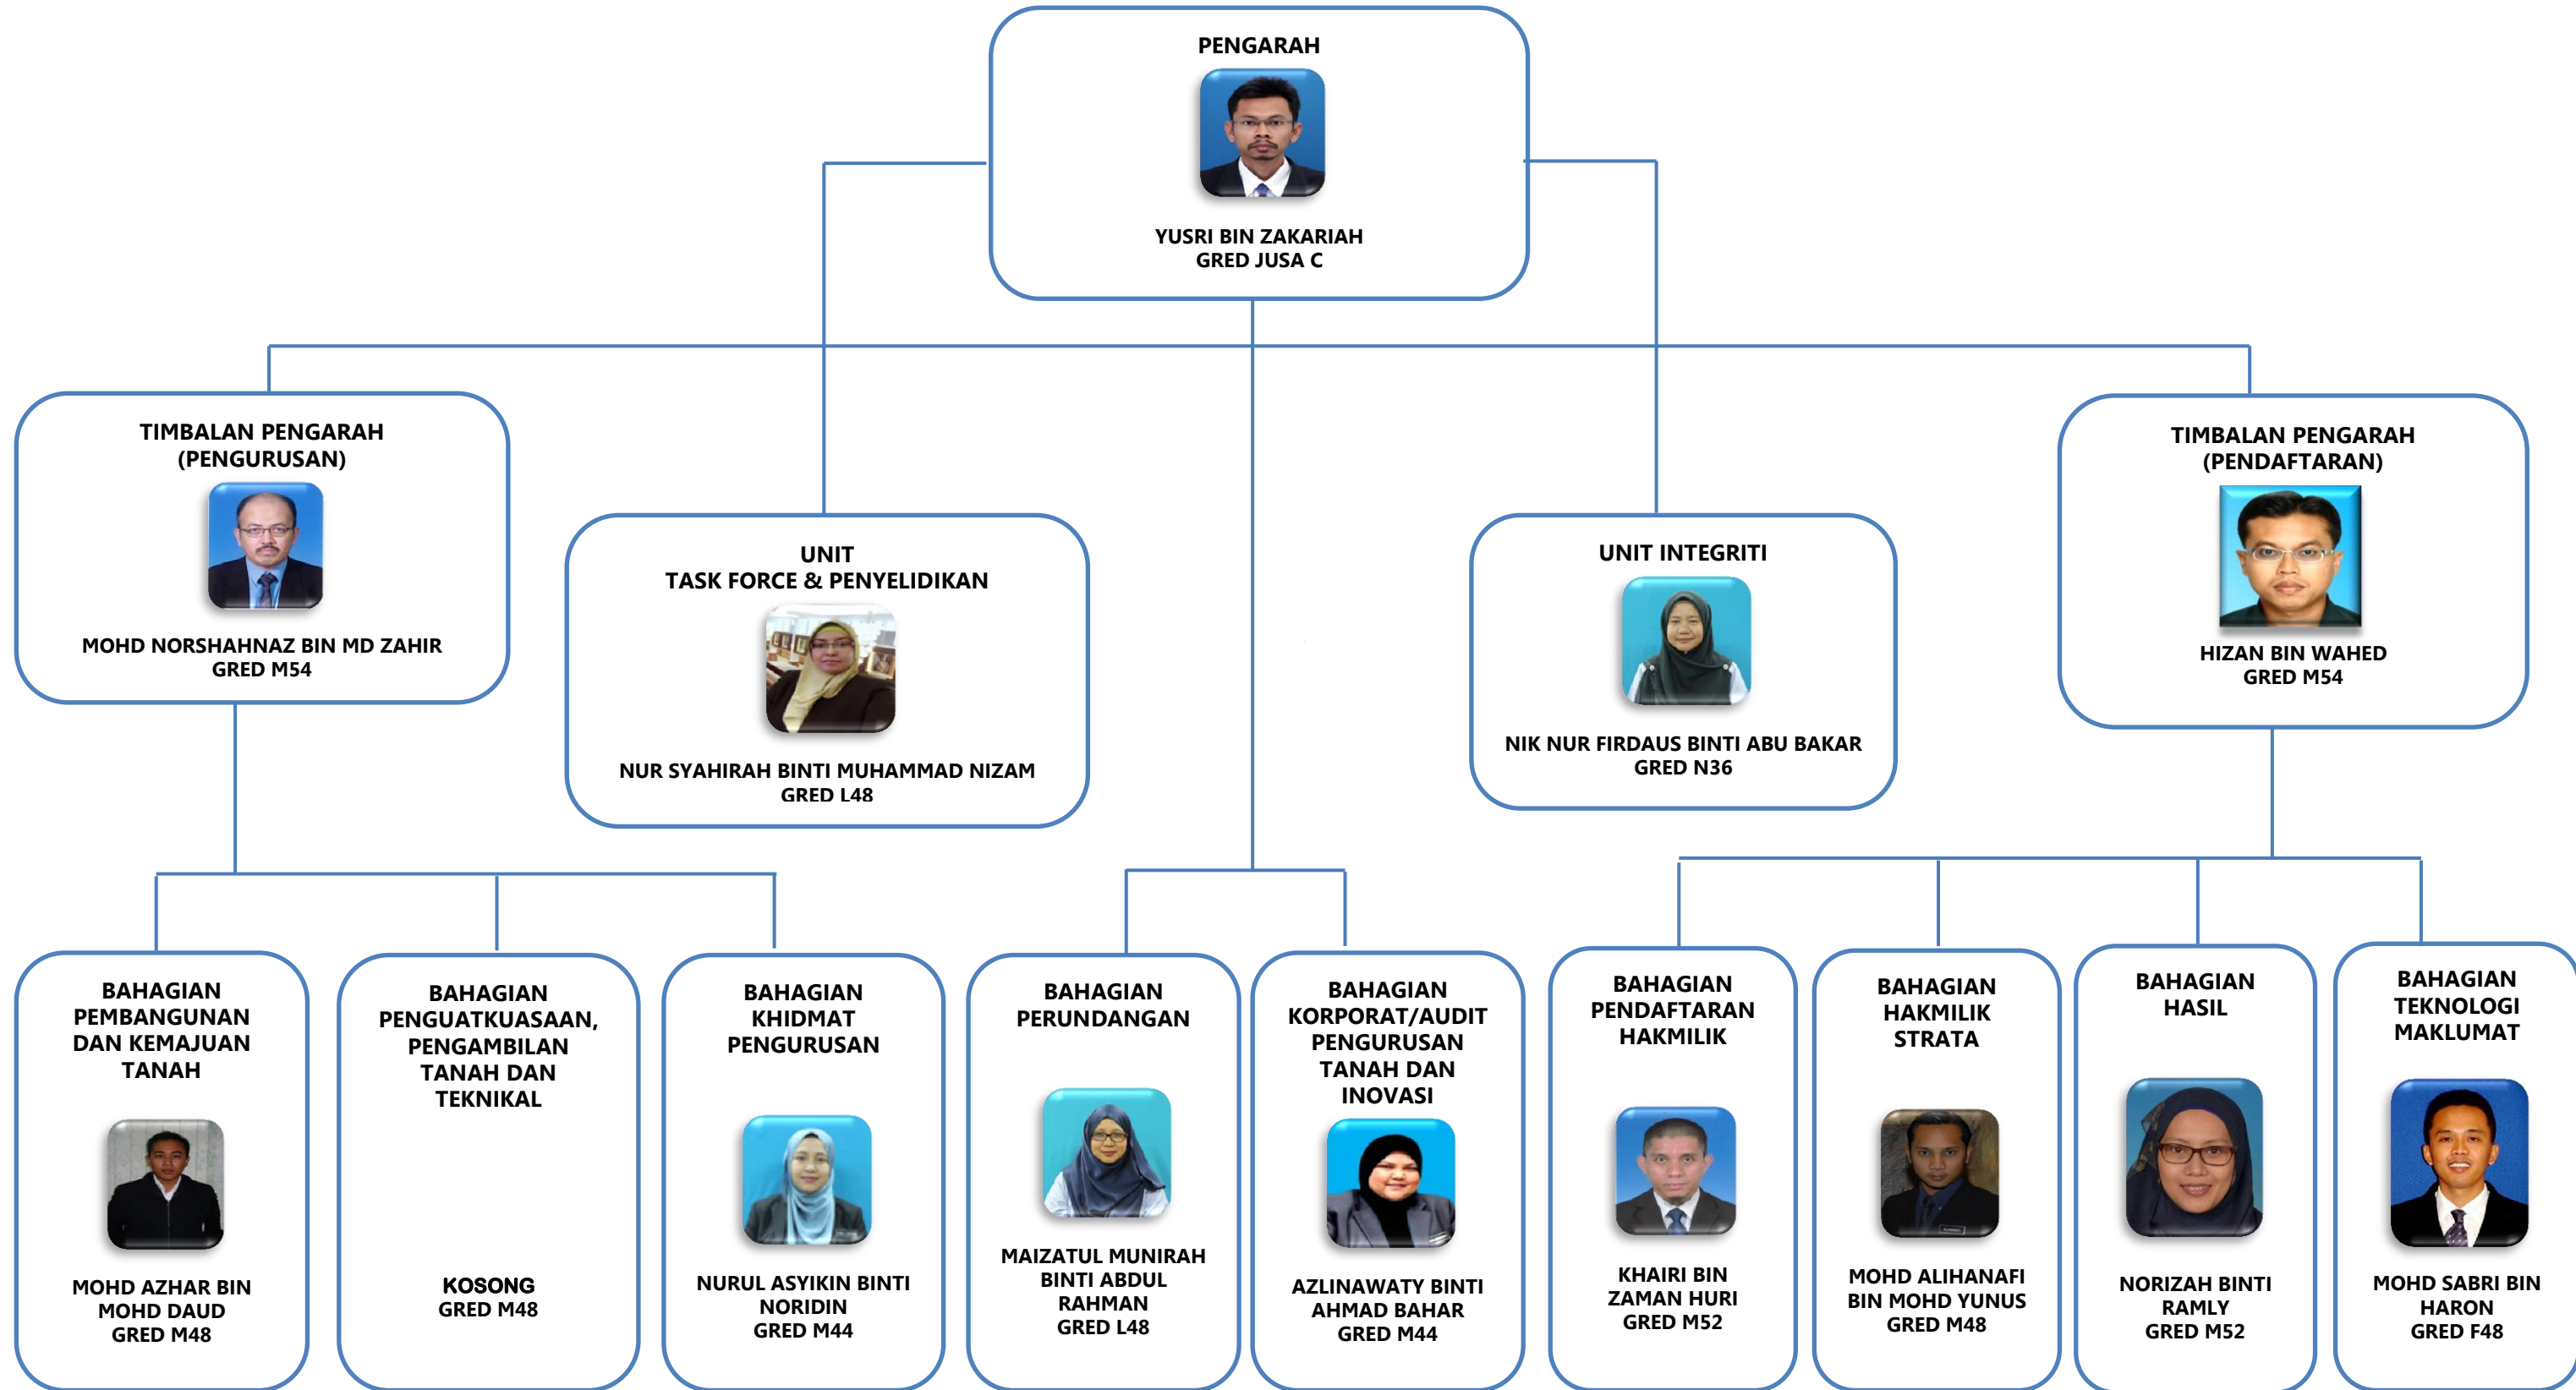 PENGARAH
YUSRI BIN ZAKARIAH
GRED JUSA C
TIMBALAN PENGARAH
(PENGURUSAN)
MOHD NORSHAHNAZ BIN MD ZAHIR
GRED M54
UNIT
TASK FORCE & PENYELIDIKAN
NUR SYAHIRAH BINTI MUHAMMAD NIZAM
GRED L48
UNIT INTEGRITI
NIK NUR FIRDAUS BINTI ABU BAKAR
GRED N36
TIMBALAN PENGARAH
(PENDAFTARAN)
HIZAN BIN WAHED
GRED M54
BAHAGIAN
PEMBANGUNAN
DAN KEMAJUAN
TANAH
MOHD AZHAR BIN
MOHD DAUD
GRED M48
BAHAGIAN
PENGUATKUASAAN,
PENGAMBILAN
TANAH DAN
TEKNIKAL
KOSONG
GRED M48
BAHAGIAN
KHIDMAT
PENGURUSAN
NURUL ASYIKIN BINTI
NORIDIN
GRED M44
BAHAGIAN
PERUNDANGAN
MAIZATUL MUNIRAH
BINTI ABDUL
RAHMAN
GRED L48
BAHAGIAN
KORPORAT/AUDIT
PENGURUSAN
TANAH DAN
INOVASI
AZLINAWATY BINTI
AHMAD BAHAR
GRED M44
BAHAGIAN
PENDAFTARAN
HAKMILIK
KHAIRI BIN
ZAMAN HURI
GRED M52
BAHAGIAN
HAKMILIK
STRATA
MOHD ALIHANAFI
BIN MOHD YUNUS
GRED M48
BAHAGIAN
HASIL
NORIZAH BINTI
RAMLY
GRED M52
BAHAGIAN
TEKNOLOGI
MAKLUMAT
MOHD SABRI BIN
HARON
GRED F48